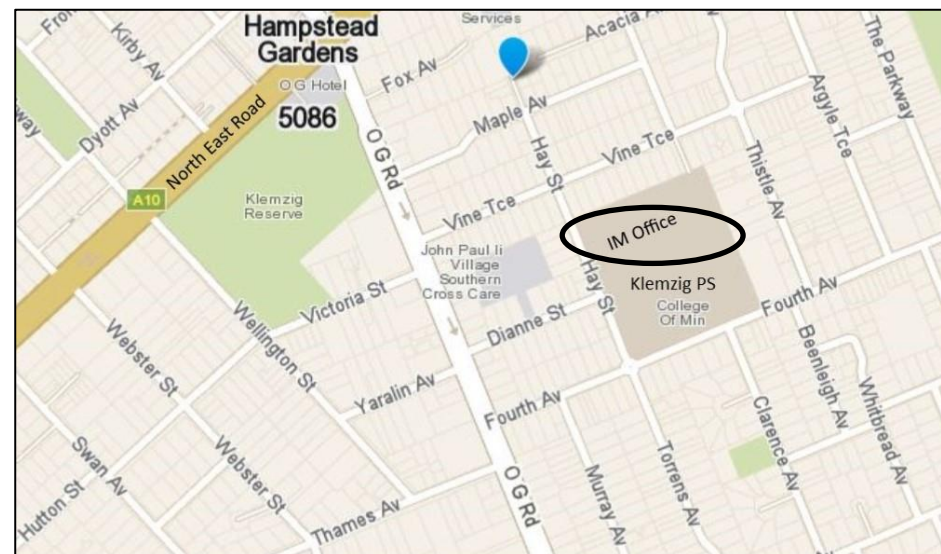 Services
Hampstead
Gardens
O G Hotel
5086
Kirby Av
Dyott Av
North East Road
A10
Klemzig
Reserve
O G Rd
Fox Av
Acacia
Maple Av
Hay St
Vine Tce
Vine Tce
Argyle Tce
The Parkway
Thistle Av
IM Office
Klemzig PS
College
Of Min
John Paul Ii
Village
Southern
Cross Care
Hay St
Dianne St
Fourth Av
Fourth Av
Victoria St
Wellington St
Yaralin Av
Webster St
Webster St
Swan Av
Hutton St
Thames Av
O G Rd
Murray Av
Torrens Av
Clarence Av
Beenleigh Av
Whitbread Av